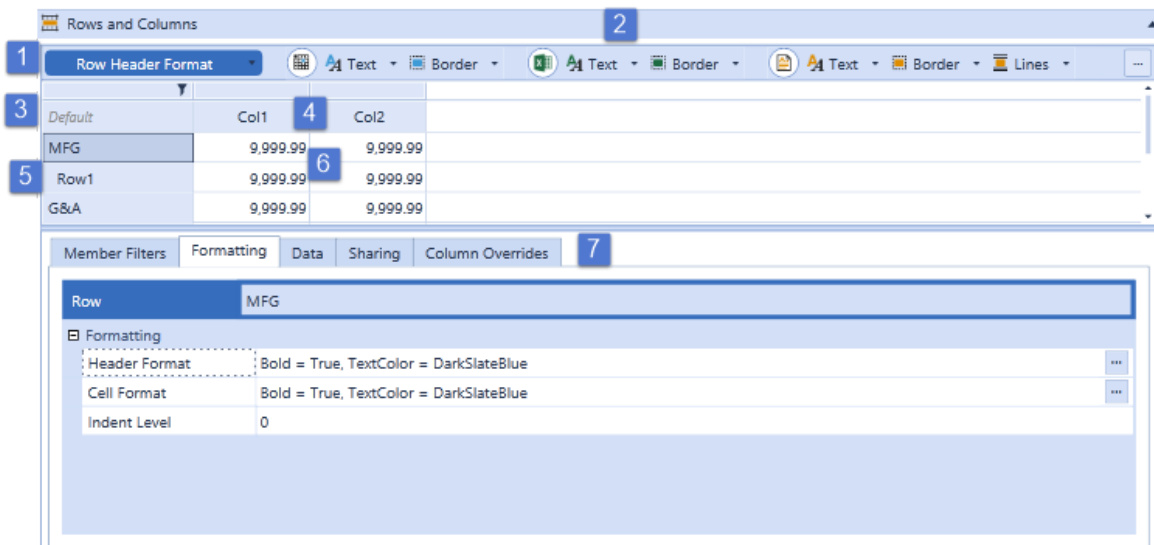 Rows and Columns
2
1
Row Header Format Text Border Text Border Text Border Lines ...
3
Default Col1 4 Col2
MFG 9,999.99 9,999.99
6
5
Row1 9,999.99 9,999.99
G&A 9,999.99 9,999.99
Member Filters Formatting Data Sharing Column Overrides 7
Row MFG
Formatting
Header Format Bold = True, TextColor = DarkSlateBlue ...
Cell Format Bold = True, TextColor = DarkSlateBlue ...
Indent Level 0